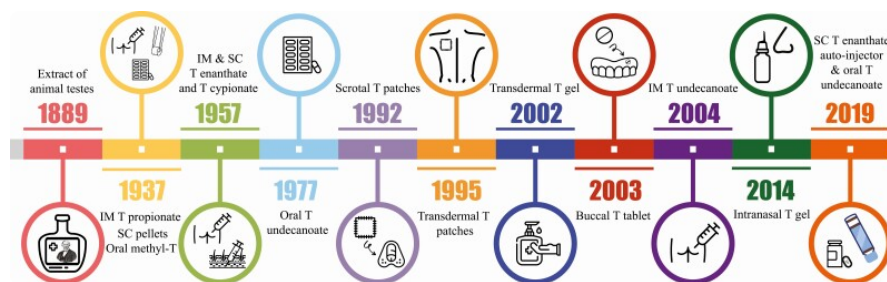 Extract of
animal testes
1889
1937
IM T propionate
SC pellets
Oral methyl-T
IM & SC
T enanthate
and T cypionate
1957
1977
Oral T
undecanoate
Scrotal T patches
1992
1995
Transdermal T
patches
Transdermal T gel
2002
2003
Buccal T tablet
IM T undecanoate
2004
2014
Intranasal T gel
SC T enanthate
auto-injector
& oral T
undecanoate
2019